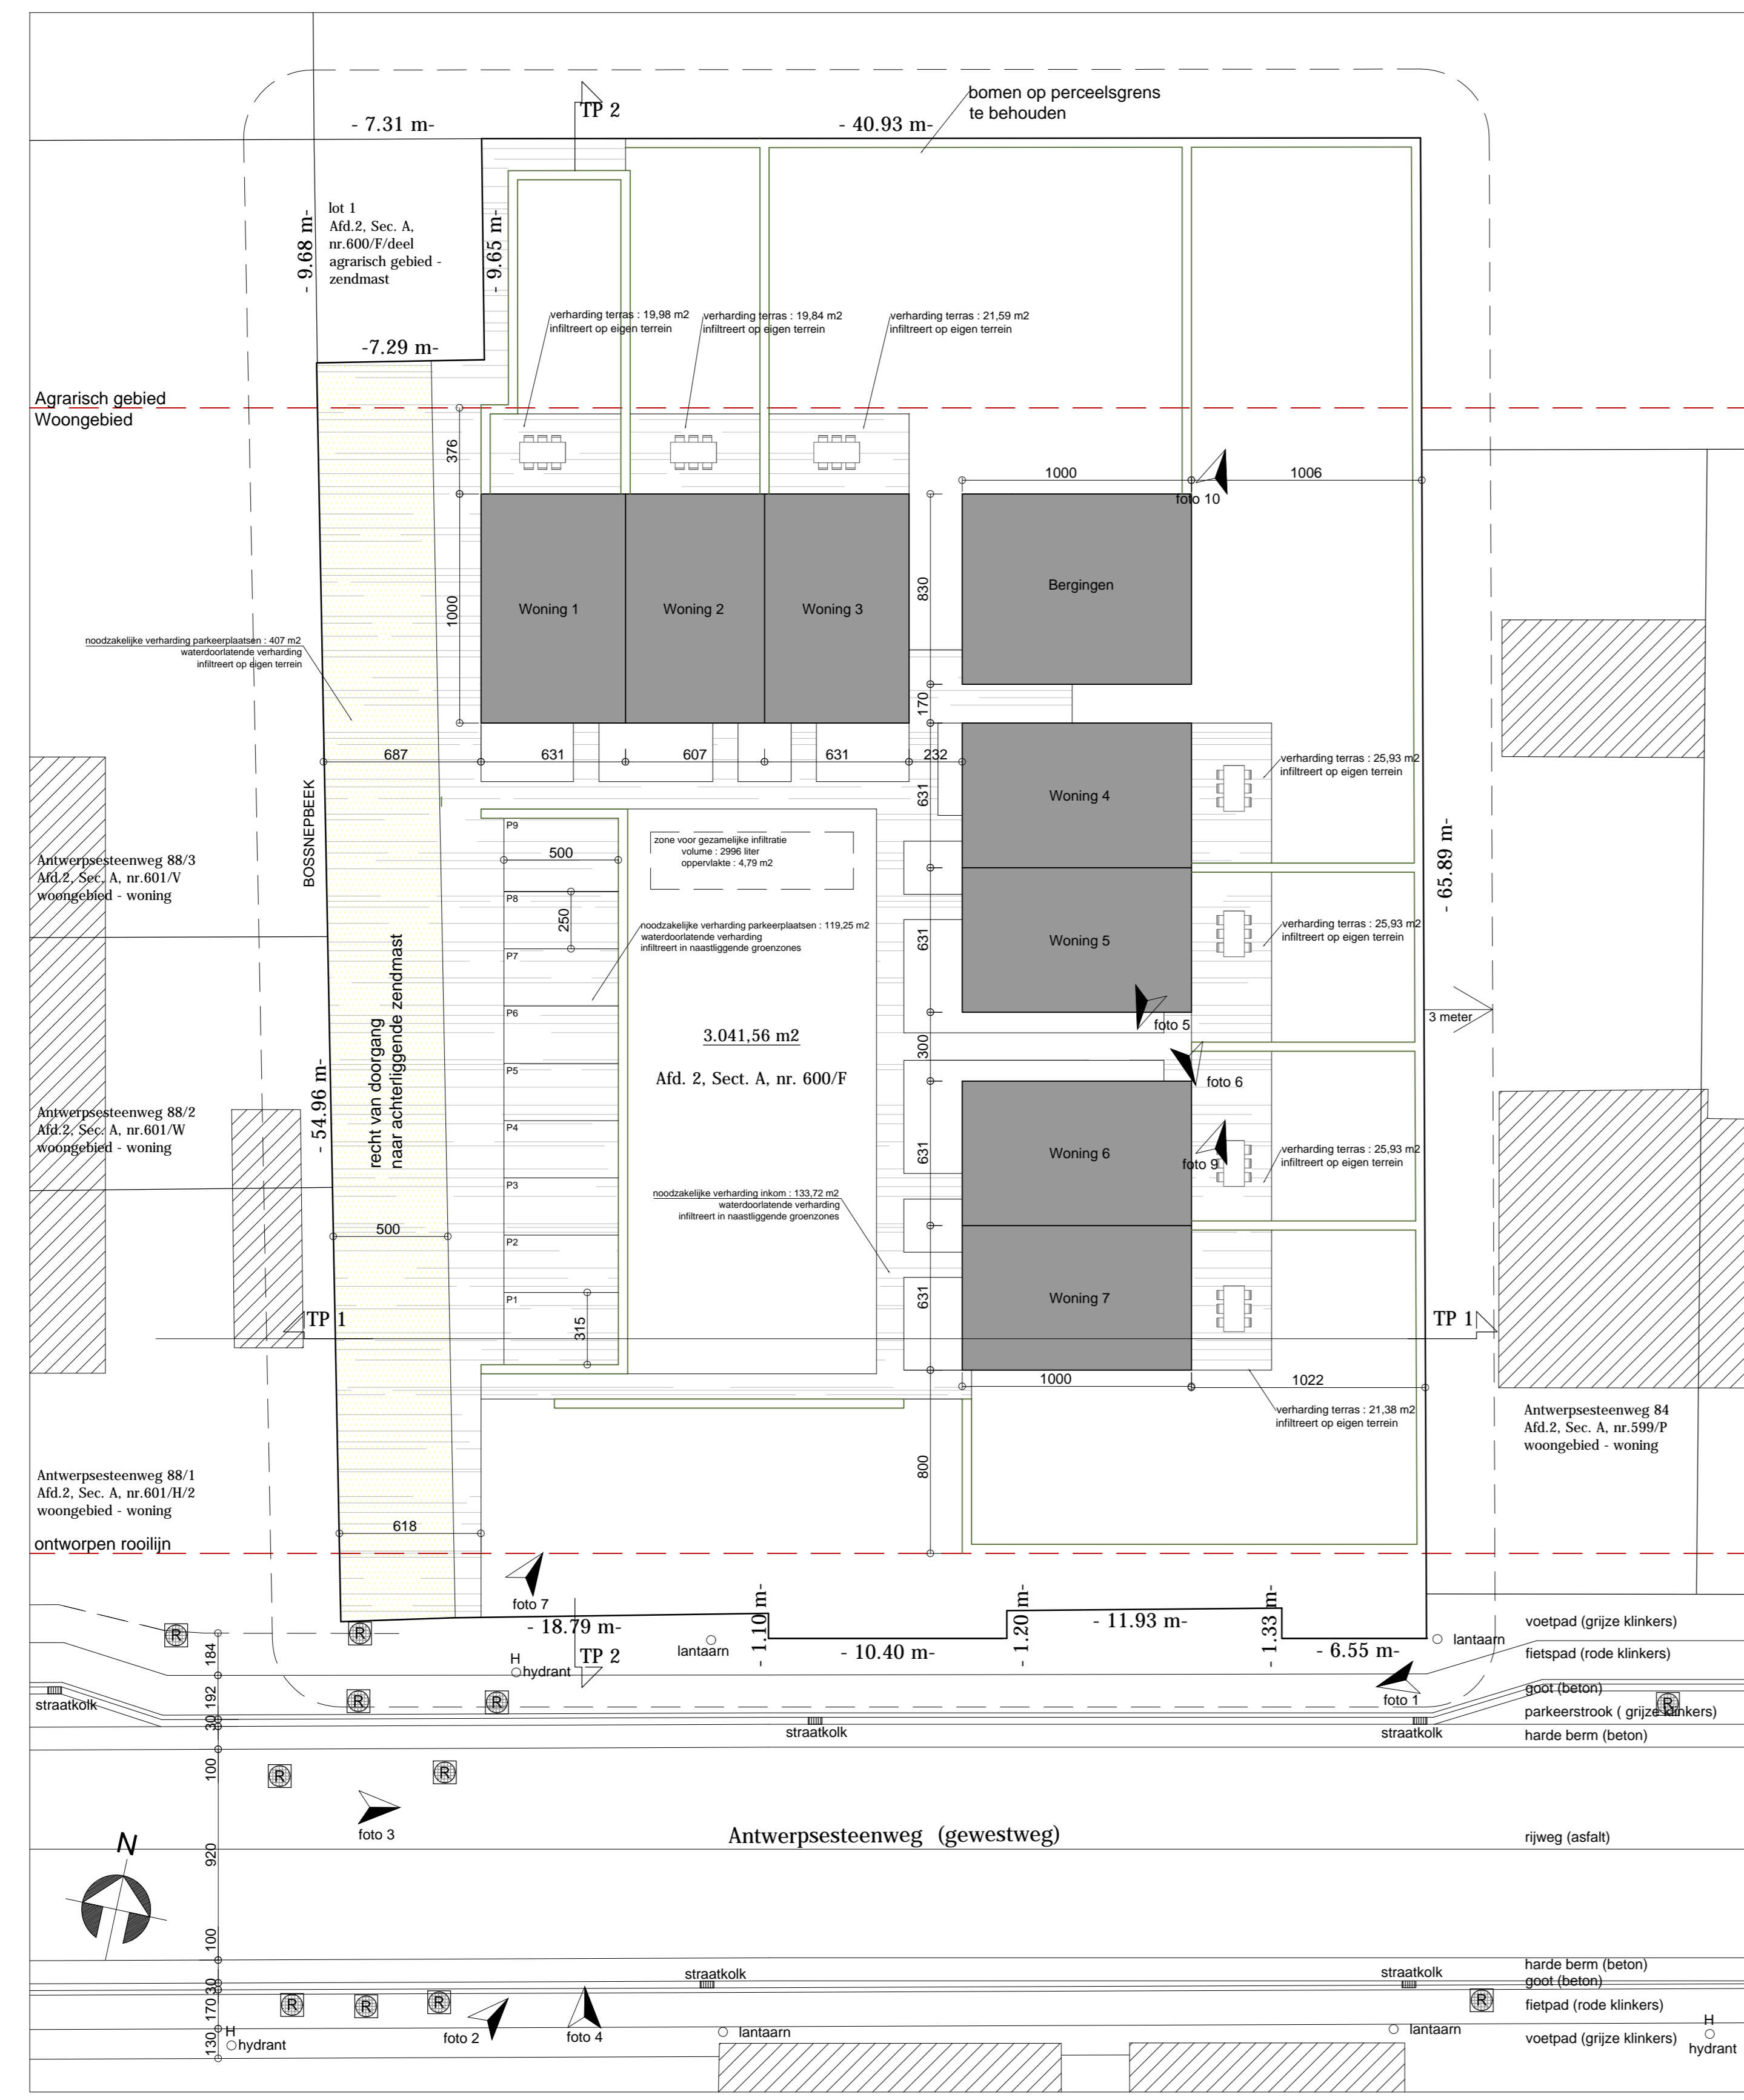 bomen op perceelsgrens
te behouden
TP 2
- 7.31 m-
- 40.93 m-
lot 1
Afd.2, Sec. A,
nr.600/F/deel
agrarisch gebied -
zendmast
- 9.68 m-
- 9.65 m-
-7.29 m-
verharding terras : 19,98 m2
infiltreert op eigen terrein
verharding terras : 19,84 m2
infiltreert op eigen terrein
verharding terras : 21,59 m2
infiltreert op eigen terrein
Agrarisch gebied
Woongebied
376
1000
1006
foto 10
Woning 1
Woning 2
Woning 3
Bergingen
1000
830
noodzakelijke verharding parkeerplaatsen : 407 m2
waterdoorlatende verharding
infiltreert op eigen terrein
170
687
631
607
631
232
631
Woning 4
verharding terras : 25,93 m2
infiltreert op eigen terrein
BOSSNEPBEEK
P9
500
zone voor gezamelijke infiltratie
volume : 2996 liter
oppervlakte : 4,79 m2
Antwerpsesteenweg 88/3
Afd.2, Sec. A, nr.601/V
woongebied - woning
- 65.89 m-
P8
250
noodzakelijke verharding parkeerplaatsen : 119,25 m2
waterdoorlatende verharding
infiltreert in naastliggende groenzones
631
Woning 5
verharding terras : 25,93 m2
infiltreert op eigen terrein
P7
P6
recht van doorgang
naar achterliggende zendmast
3.041,56 m2
Afd. 2, Sect. A, nr. 600/F
foto 5
3 meter
300
foto 6
P5
- 54.96 m-
Antwerpsesteenweg 88/2
Afd.2, Sec. A, nr.601/W
woongebied - woning
P4
631
Woning 6
foto 9
verharding terras : 25,93 m2
infiltreert op eigen terrein
P3
noodzakelijke verharding inkom : 133,72 m2
waterdoorlatende verharding
infiltreert in naastliggende groenzones
500
P2
P1
315
631
Woning 7
TP 1
TP 1
1000
1022
verharding terras : 21,38 m2
infiltreert op eigen terrein
Antwerpsesteenweg 84
Afd.2, Sec. A, nr.599/P
woongebied - woning
800
Antwerpsesteenweg 88/1
Afd.2, Sec. A, nr.601/H/2
woongebied - woning
618
ontworpen rooilijn
foto 7
- 18.79 m-
- 1.10 m-
- 10.40 m-
- 1.20 m-
- 11.93 m-
- 1.33 m-
- 6.55 m-
R
R
184
H
hydrant
TP 2
lantaarn
lantaarn
voetpad (grijze klinkers)
fietspad (rode klinkers)
goot (beton)
parkeerstrook ( grijze klinkers)
harde berm (beton)
straatkolk
192
R
R
foto 1
R
30
straatkolk
straatkolk
100
R
R
foto 3
Antwerpsesteenweg (gewestweg)
rijweg (asfalt)
N
920
100
harde berm (beton)
goot (beton)
fietpad (rode klinkers)
voetpad (grijze klinkers)
straatkolk
straatkolk
30
170
R
R
R
R
foto 2
foto 4
130
H
hydrant
lantaarn
lantaarn
H
hydrant